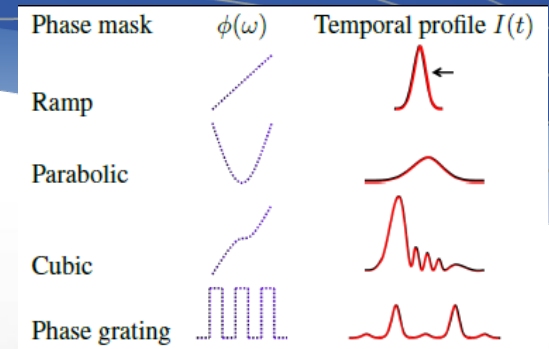 Phase mask ϕ(ω) Temporal profile I(t)
Ramp
Parabolic
Cubic
Phase grating